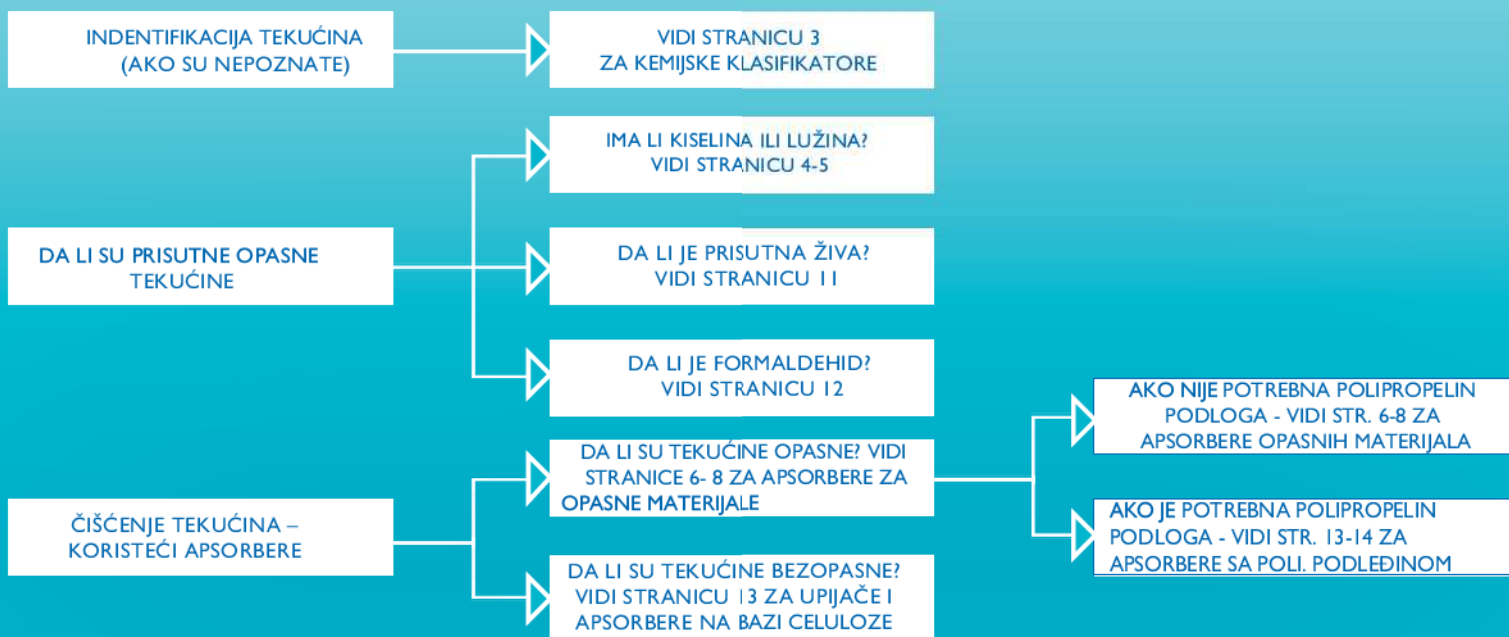 INDENTIFIKACIJA TEKUĆINA
(AKO SU NEPOZNATE)
VIDI STRANICU 3
ZA KEMIJSKE KLASIFIKATORE
DA LI SU PRISUTNE OPASNE
TEKUĆINE
IMA LI KISELINA ILI LUŽINA?
VIDI STRANICU 4-5
DA LI JE PRISUTNA ŽIVA?
VIDI STRANICU 11
DA LI JE FORMALDEHID?
VIDI STRANICU 12
ČIŠĆENJE TEKUĆINA –
KORISTEĆI APSORBERE
DA LI SU TEKUĆINE OPASNE? VIDI
STRANICE 6- 8 ZA APSORBERE ZA
OPASNE MATERIJALE
AKO NIJE POTREBNA POLIPROPELIN
PODLOGA - VIDI STR. 6-8 ZA
APSORBERE OPASNIH MATERIJALA
AKO JE POTREBNA POLIPROPELIN
PODLOGA - VIDI STR. 13-14 ZA
APSORBERE SA POLI. PODLEĐINOM
DA LI SU TEKUĆINE BEZOPASNE?
VIDI STRANICU 13 ZA UPIJAČE I
APSORBERE NA BAZI CELULOZE